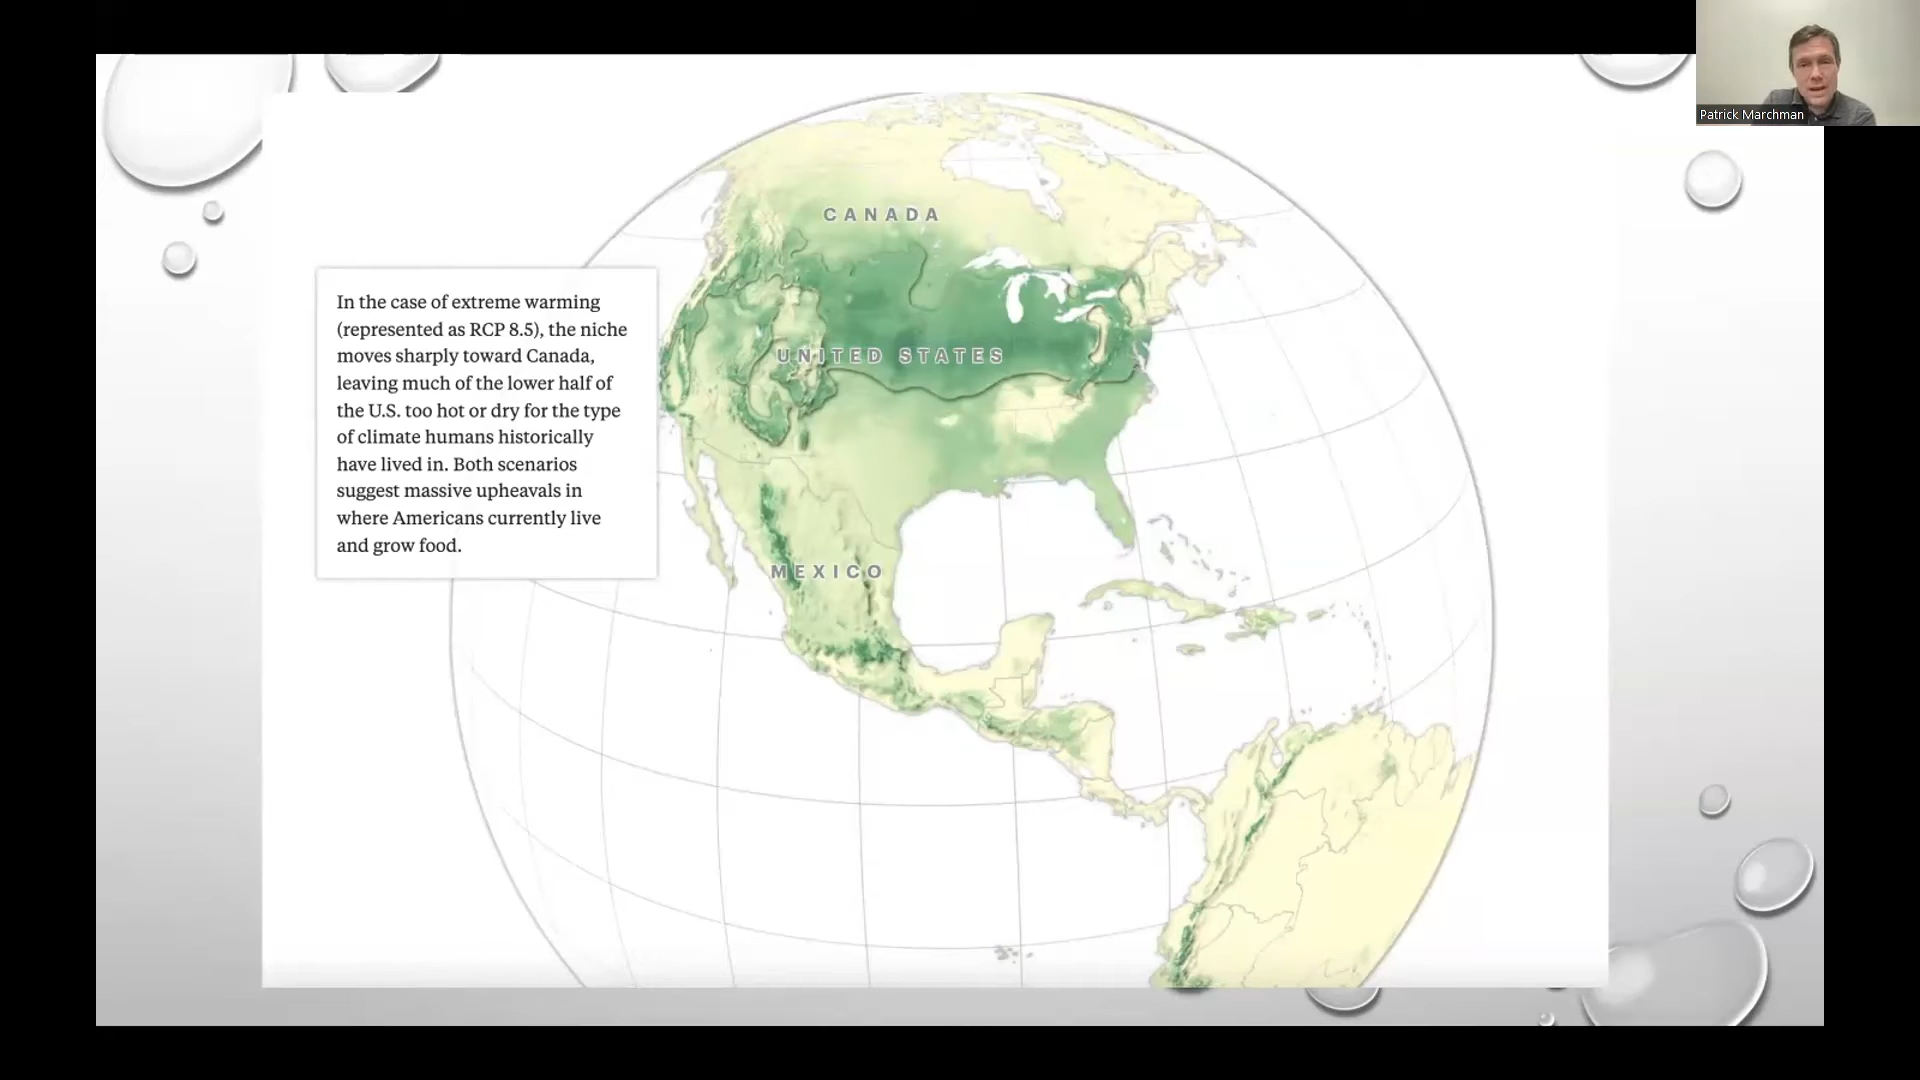 Patrick Marchman
CANADA
In the case of extreme warming
(represented as RCP 8.5), the niche
moves sharply toward Canada,
leaving much of the lower half of
the U.S. too hot or dry for the type
of climate humans historically
have lived in. Both scenarios
suggest massive upheavals in
where Americans currently live
and grow food.
UNITED STATES
MEXICO